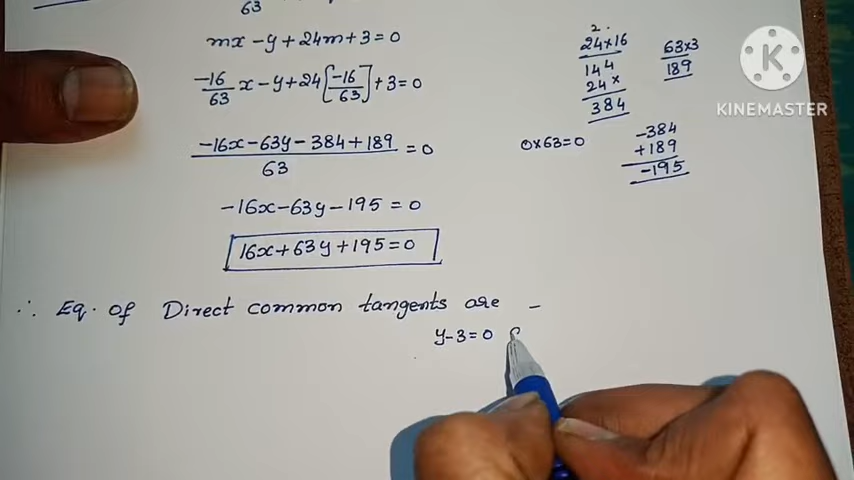 63
mx - y + 24m + 3 = 0
-16/63 x - y + 24[-16/63] + 3 = 0
-16x - 63y - 384 + 189 / 63 = 0
-16x - 63y - 195 = 0
16x + 63y + 195 = 0
∴ Eq. of Direct common tangents are -
y - 3 = 0
2
24×16
144
24×
384
63×3
189
0×63=0
-384
+189
-195
K
KINEMASTER